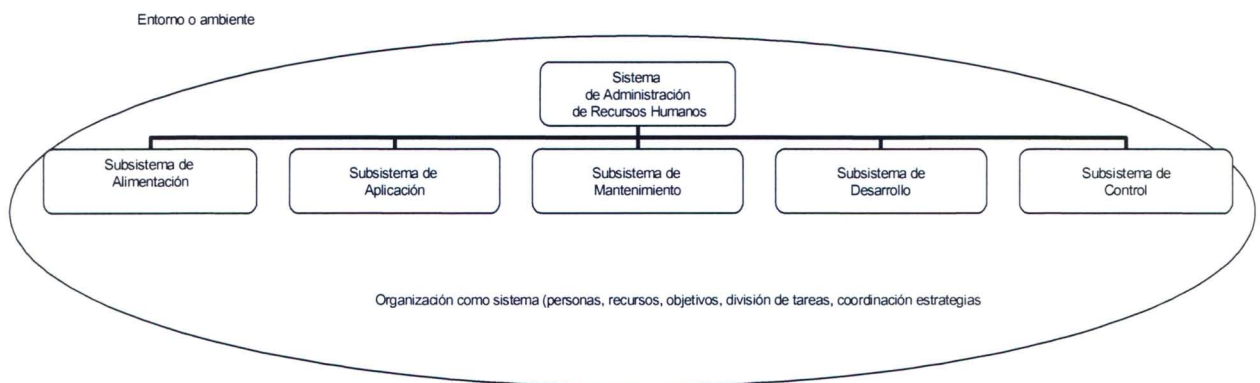 Entorno o ambiente
Sistema
de Administración
de Recursos Humanos
Subsistema de
Alimentación
Subsistema de
Aplicación
Subsistema de
Mantenimiento
Subsistema de
Desarrollo
Subsistema de
Control
Organización como sistema (personas, recursos, objetivos, división de tareas, coordinación estrategias